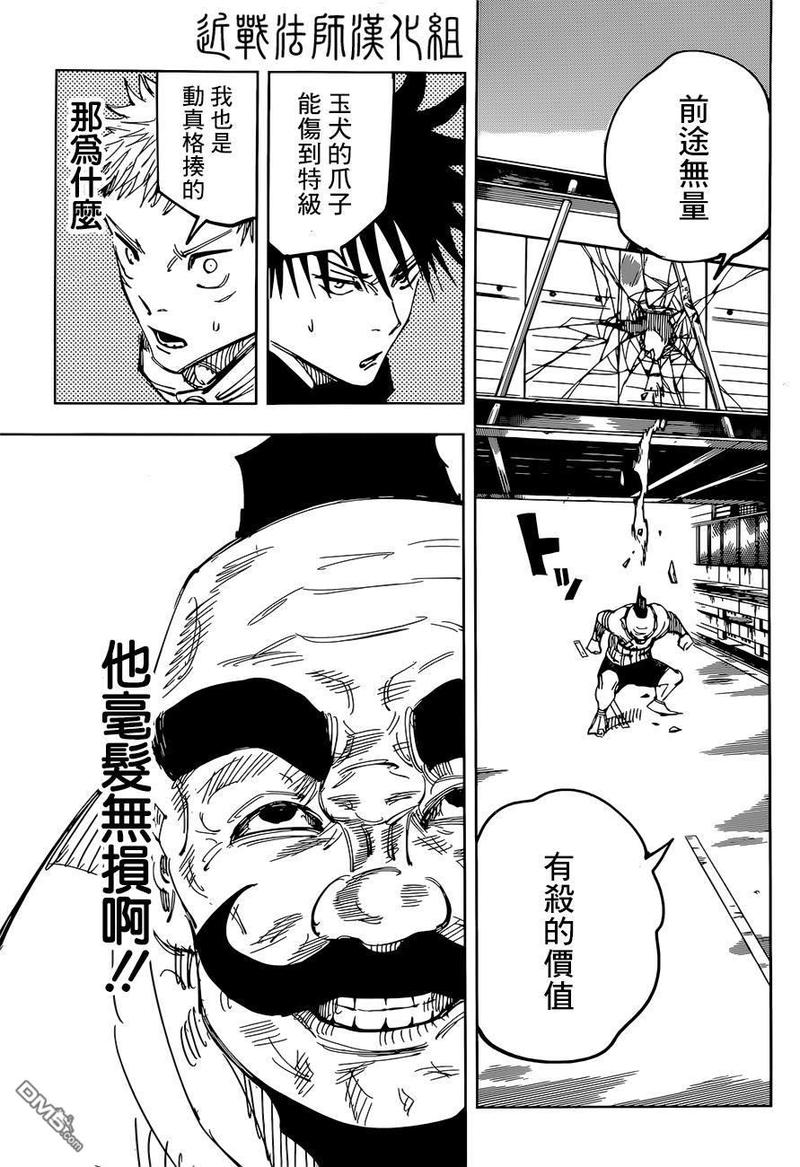 近戰法師漢化組
前途無量
ドッ
有殺的價值
玉犬的爪子
能傷到特級
我也是
動真格揍的
那為什麼
他毫髮無損啊!!
DM5